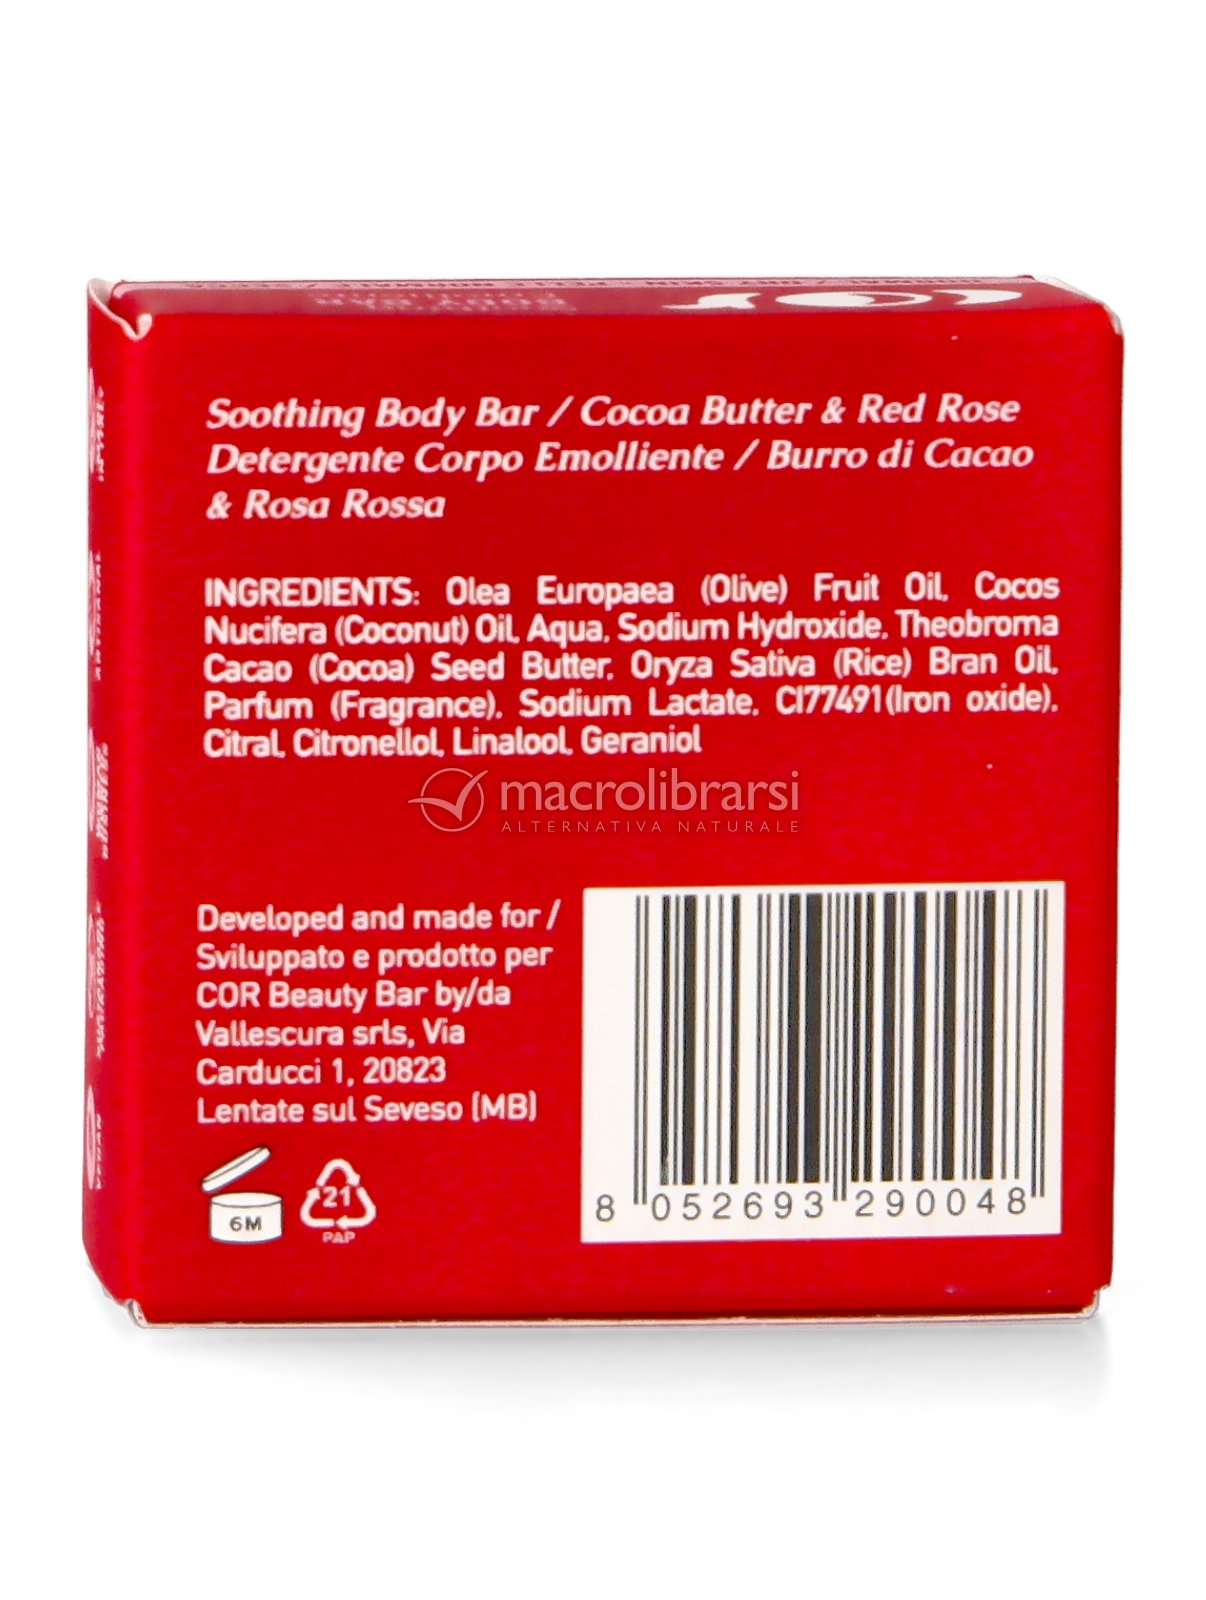 Soothing Body Bar / Cocoa Butter & Red Rose
Detergente Corpo Emolliente / Burro di Cacao
& Rosa Rossa
INGREDIENTS: Olea Europaea (Olive) Fruit Oil, Cocos
Nucifera (Coconut) Oil, Aqua, Sodium Hydroxide, Theobroma
Cacao (Cocoa) Seed Butter, Oryza Sativa (Rice) Bran Oil,
Parfum (Fragrance), Sodium Lactate, CI77491(Iron oxide),
Citral, Citronellol, Linalool, Geraniol
macrolibrarsi
ALTERNATIVA NATURALE
Developed and made for /
Sviluppato e prodotto per
COR Beauty Bar by/da
Vallescura srls, Via
Carducci 1, 20823
Lentate sul Seveso (MB)
6M
21
PAP
8 052693 290048